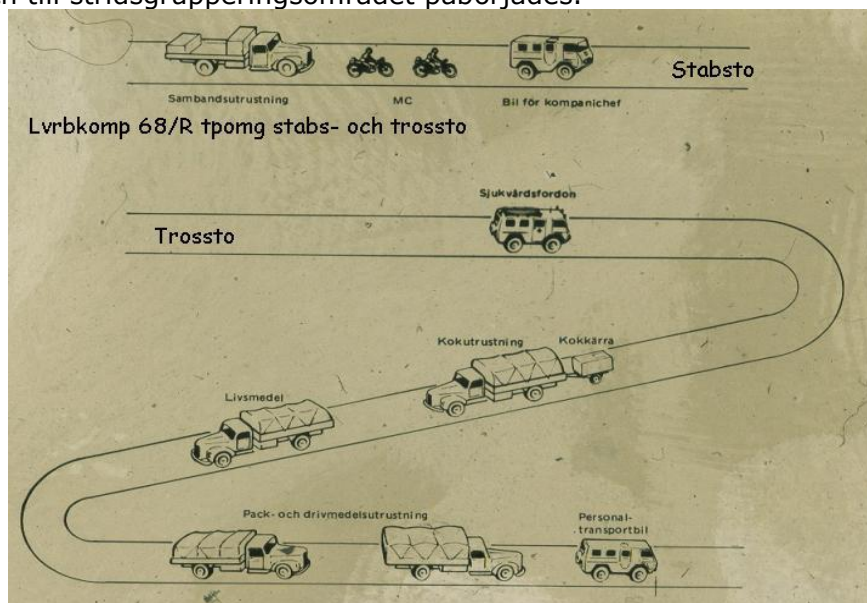 till stridsgrupperingsområdet påbörjades.
Stabsto
Sambandsutrustning MC Bil för kompanichef
Lvrbkomp 68/R tpomg stabs- och trossto
Sjukvårdsfordon
Trossto
Kokutrustning Kokkärra
Livsmedel
Pack- och drivmedelsutrustning
Personal-
transportbil